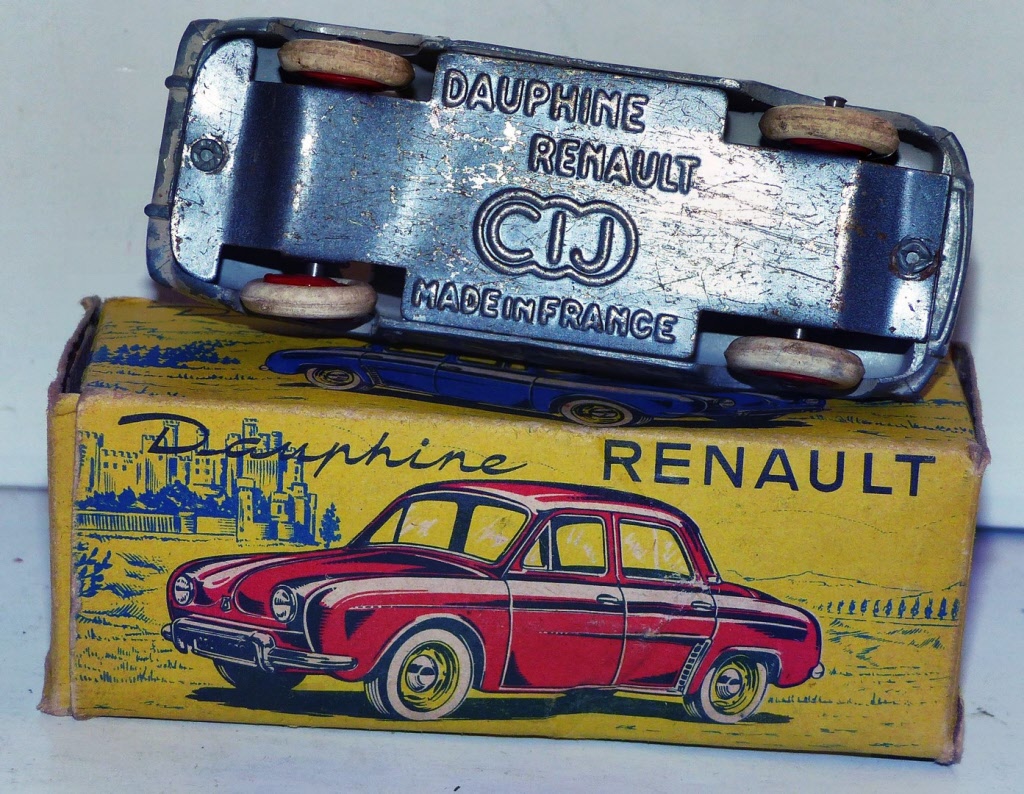 DAUPHINE
RENAULT
CIJ
MADE IN FRANCE
Dauphine RENAULT